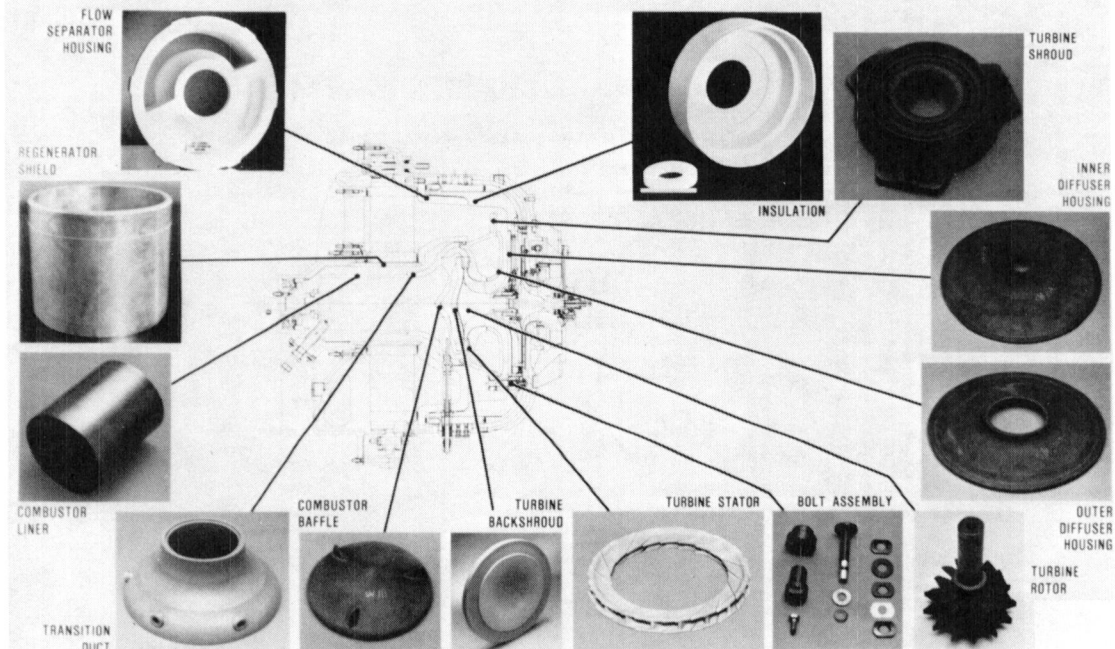 FLOW
SEPARATOR
HOUSING
TURBINE
SHROUD
REGENERATOR
SHIELD
INSULATION
INNER
DIFFUSER
HOUSING
COMBUSTOR
LINER
COMBUSTOR
BAFFLE
TURBINE
BACKSHROUD
TURBINE STATOR
BOLT ASSEMBLY
OUTER
DIFFUSER
HOUSING
TURBINE
ROTOR
TRANSITION
DUCT